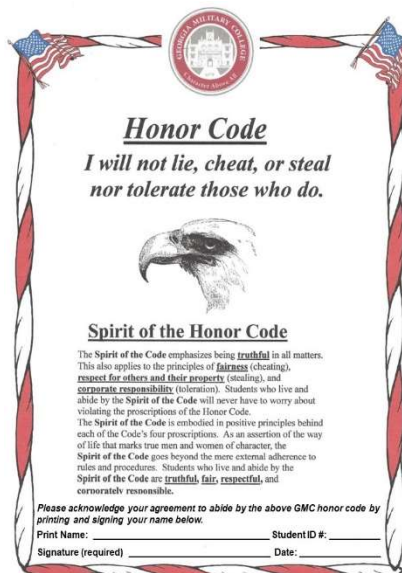 GEORGIA MILITARY COLLEGE
Character Above All
Honor Code
I will not lie, cheat, or steal
nor tolerate those who do.
Spirit of the Honor Code
The Spirit of the Code emphasizes being truthful in all matters.
This also applies to the principles of fairness (cheating),
respect for others and their property (stealing), and
corporate responsibility (toleration). Students who live and
abide by the Spirit of the Code will never have to worry about
violating the proscriptions of the Honor Code.
The Spirit of the Code is embodied in positive principles behind
each of the Code's four proscriptions. As an assertion of the way
of life that marks true men and women of character, the
Spirit of the Code goes beyond the mere external adherence to
rules and procedures. Students who live and abide by the
Spirit of the Code are truthful, fair, respectful, and
corporately responsible.
Please acknowledge your agreement to abide by the above GMC honor code by
printing and signing your name below.
Print Name: ______________________ Student ID #: ________
Signature (required) ______________________ Date: ________